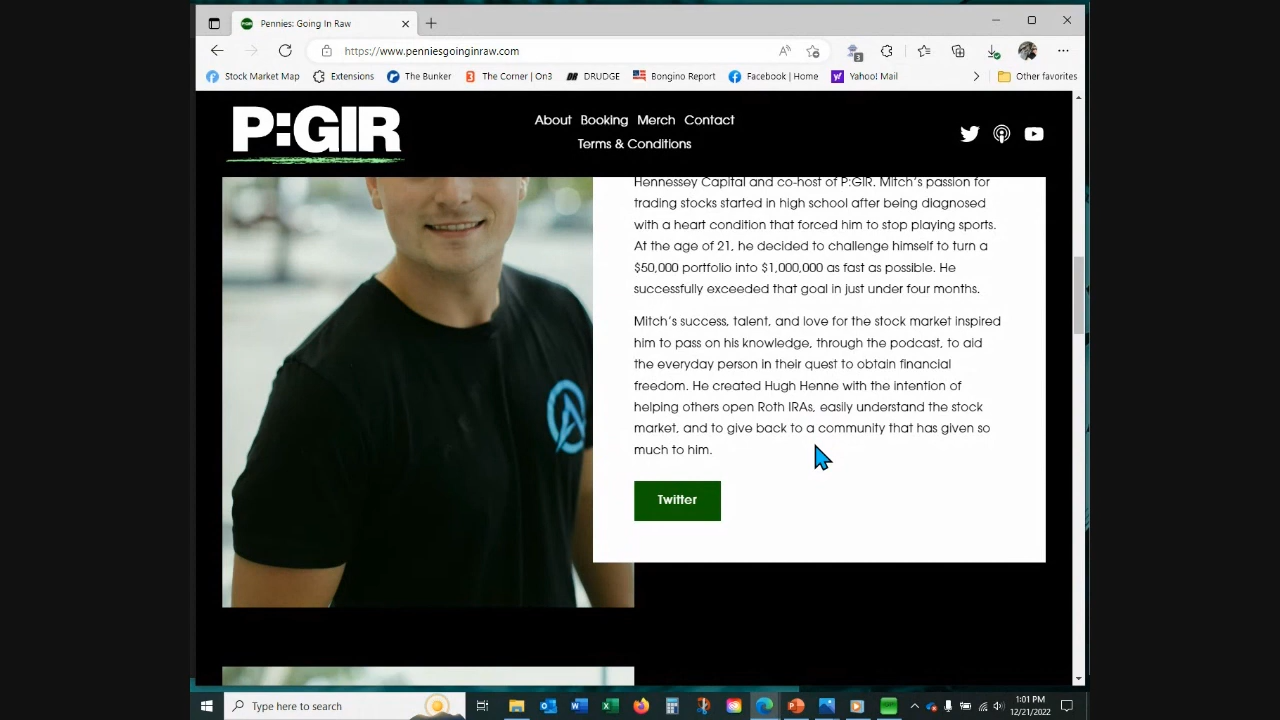 Pennies: Going In Raw
https://www.penniesgoinginraw.com
Stock Market Map Extensions The Bunker The Corner | On3 DRUDGE Bongino Report Facebook | Home Yahoo! Mail Other favorites
P:GIR
About Booking Merch Contact
Terms & Conditions
Hennessey Capital and co-host of P:GIR. Mitch's passion for
trading stocks started in high school after being diagnosed
with a heart condition that forced him to stop playing sports.
At the age of 21, he decided to challenge himself to turn a
$50,000 portfolio into $1,000,000 as fast as possible. He
successfully exceeded that goal in just under four months.
Mitch's success, talent, and love for the stock market inspired
him to pass on his knowledge, through the podcast, to aid
the everyday person in their quest to obtain financial
freedom. He created Hugh Henne with the intention of
helping others open Roth IRAs, easily understand the stock
market, and to give back to a community that has given so
much to him.
Twitter
Type here to search
1:01 PM
12/21/2022